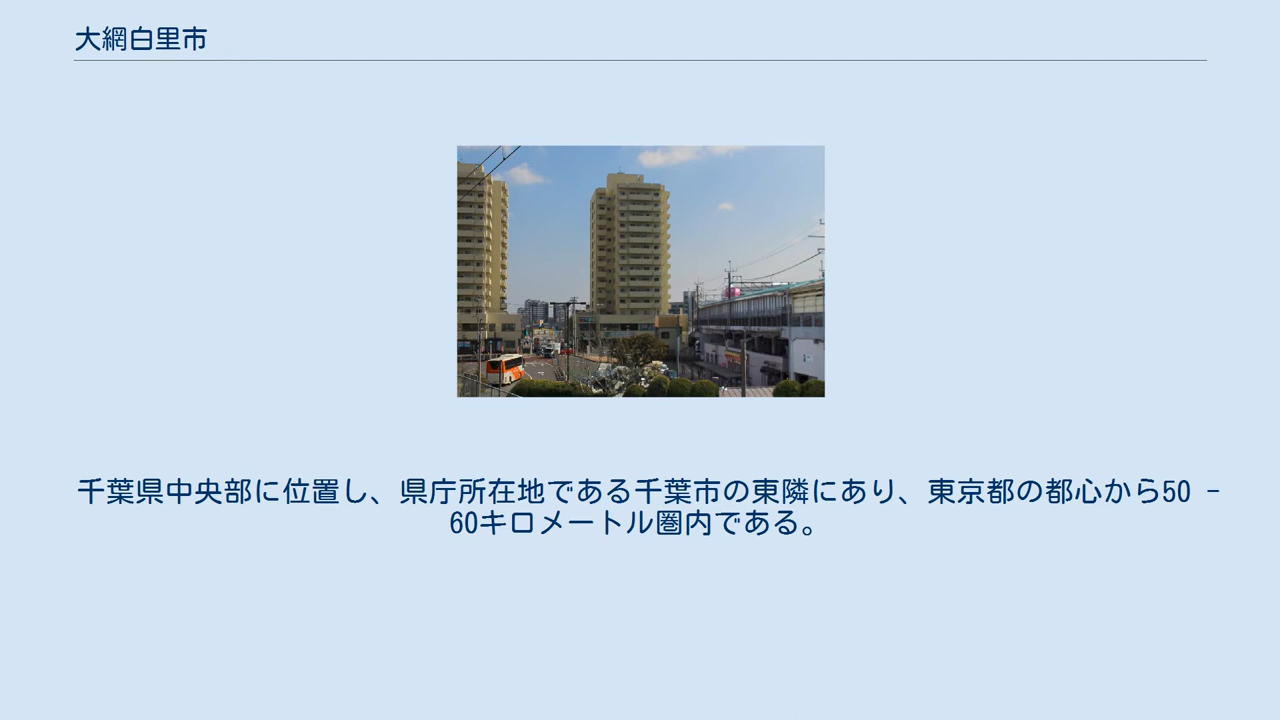 大網白里市
千葉県中央部に位置し、県庁所在地である千葉市の東隣にあり、東京都の都心から50 -
60キロメートル圏内である。